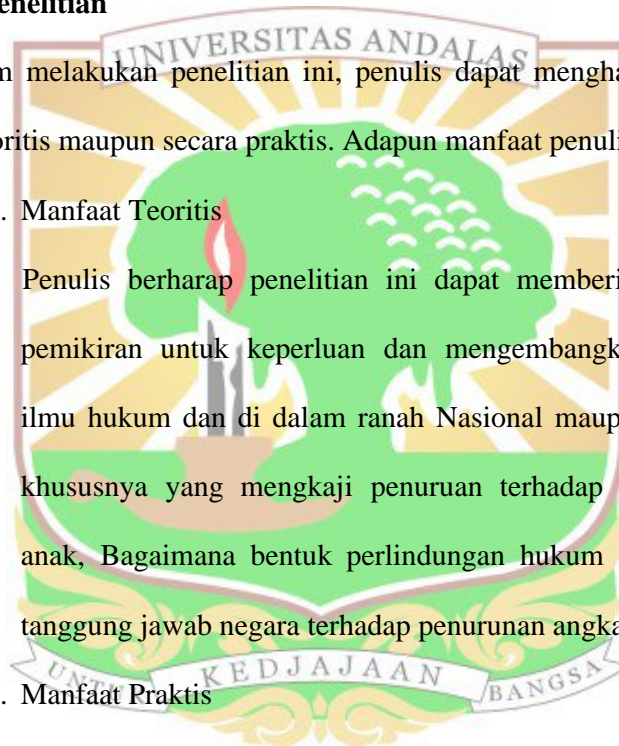 enelitian
UNIVERSITAS ANDALAS
m melakukan penelitian ini, penulis dapat mengha
oritis maupun secara praktis. Adapun manfaat penuli
. Manfaat Teoritis
Penulis berharap penelitian ini dapat memberi
pemikiran untuk keperluan dan mengembangk
ilmu hukum dan di dalam ranah Nasional maup
khususnya yang mengkaji penuruan terhadap
anak, Bagaimana bentuk perlindungan hukum
tanggung jawab negara terhadap penurunan angka
UNTUK KEDJAJAAN BANGSA
. Manfaat Praktis